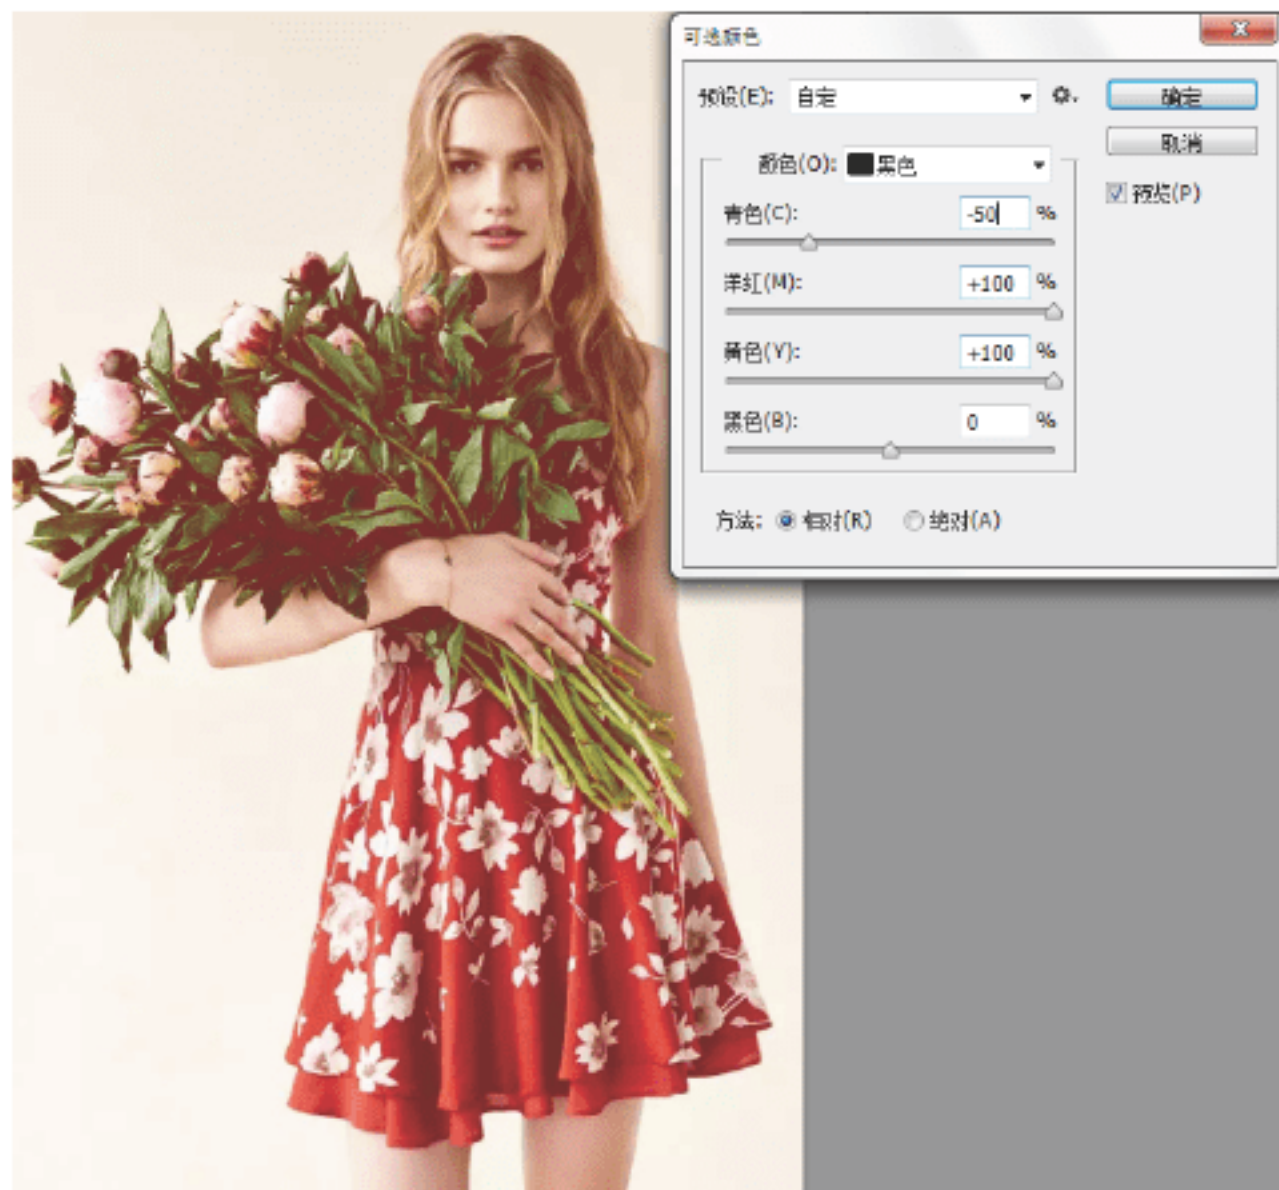 可选颜色
预设(E): 自定
确定
取消
预览(P)
颜色(O): 黑色
青色(C): -50 %
洋红(M): +100 %
黄色(Y): +100 %
黑色(B): 0 %
方法: 相对(R) 绝对(A)